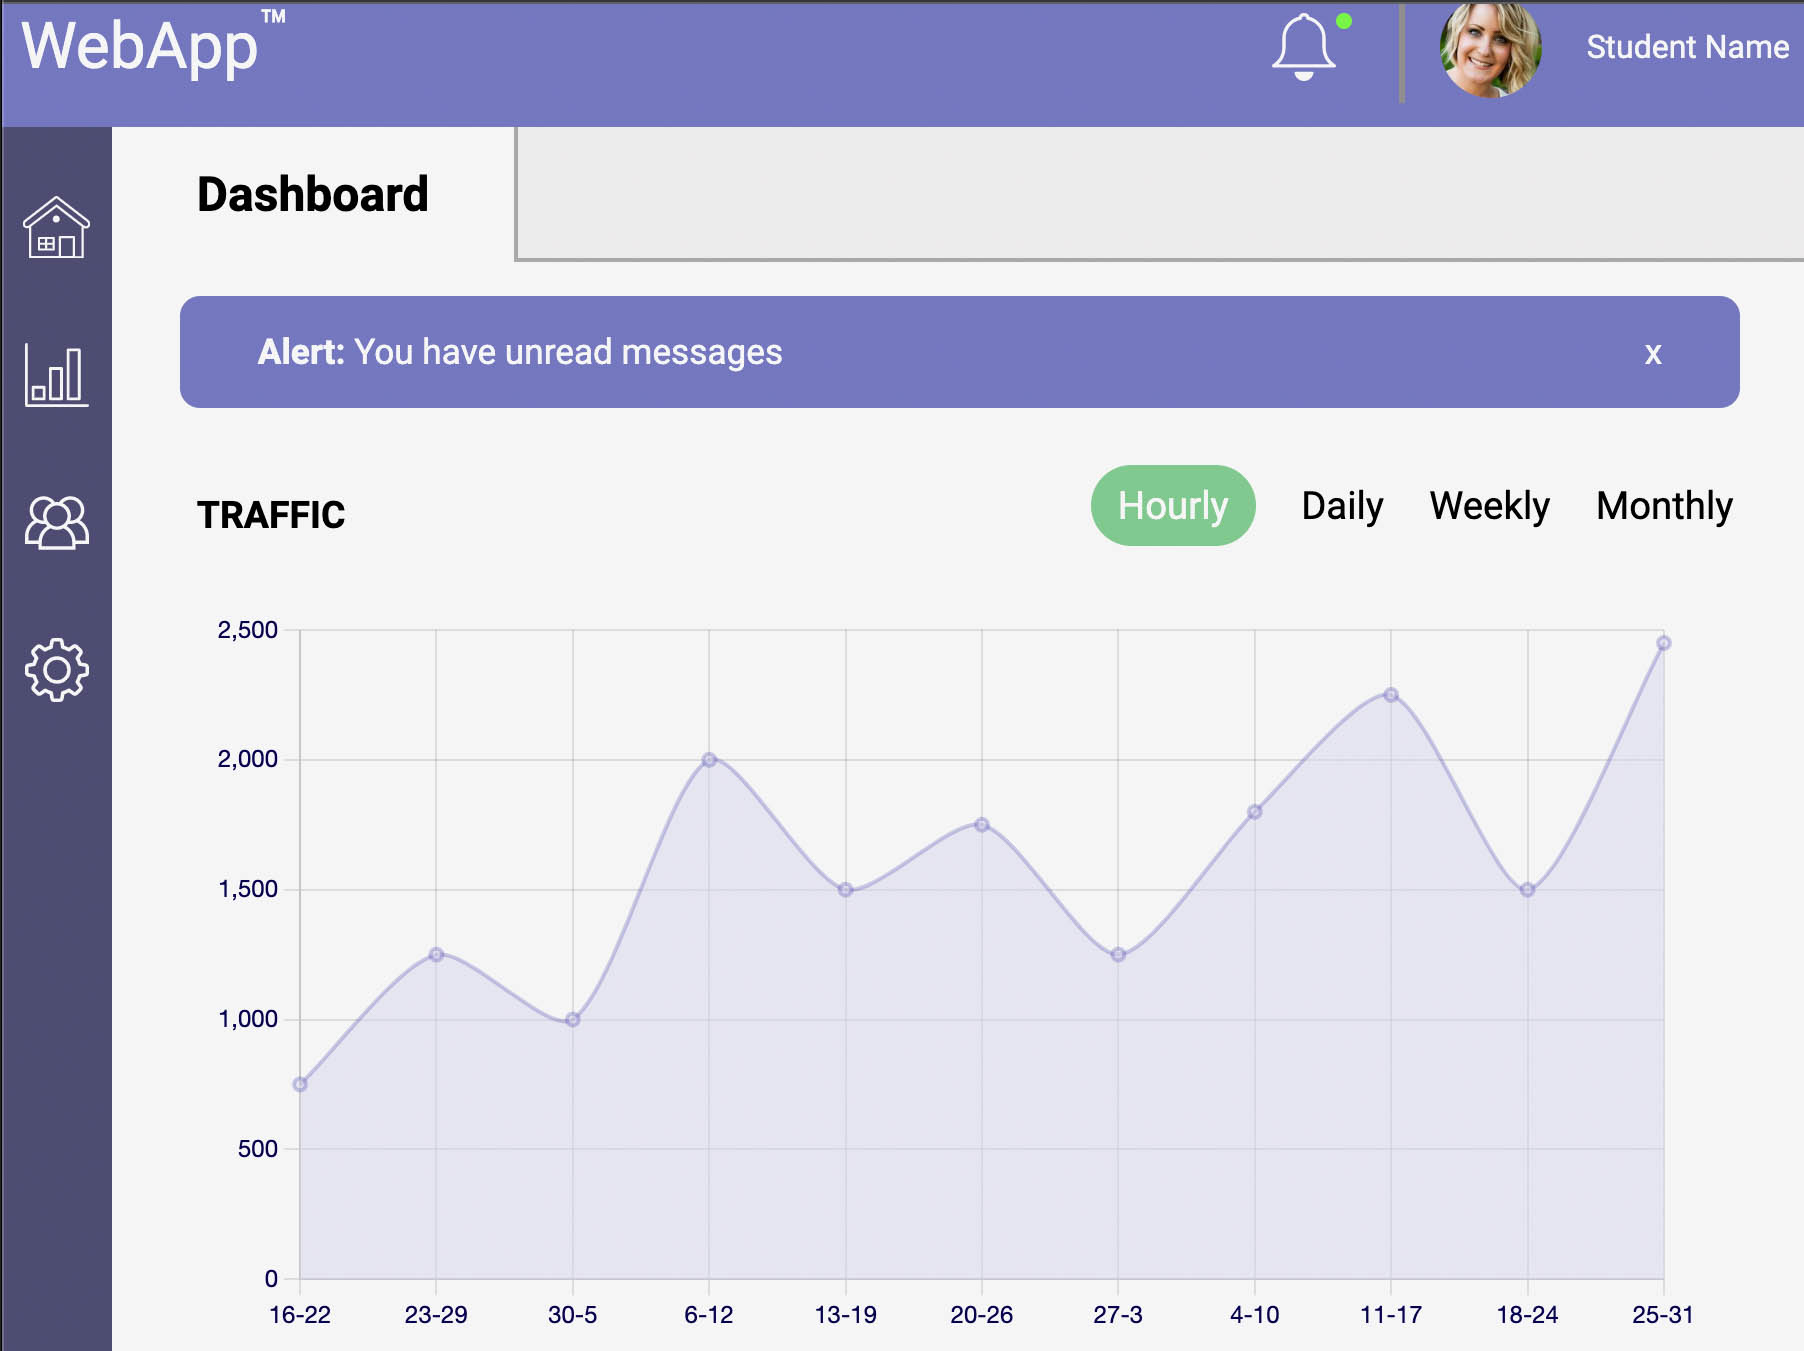 WebApp™
Student Name
Dashboard
Alert: You have unread messages x
TRAFFIC
Hourly Daily Weekly Monthly
2,500
2,000
1,500
1,000
500
0
16-22 23-29 30-5 6-12 13-19 20-26 27-3 4-10 11-17 18-24 25-31